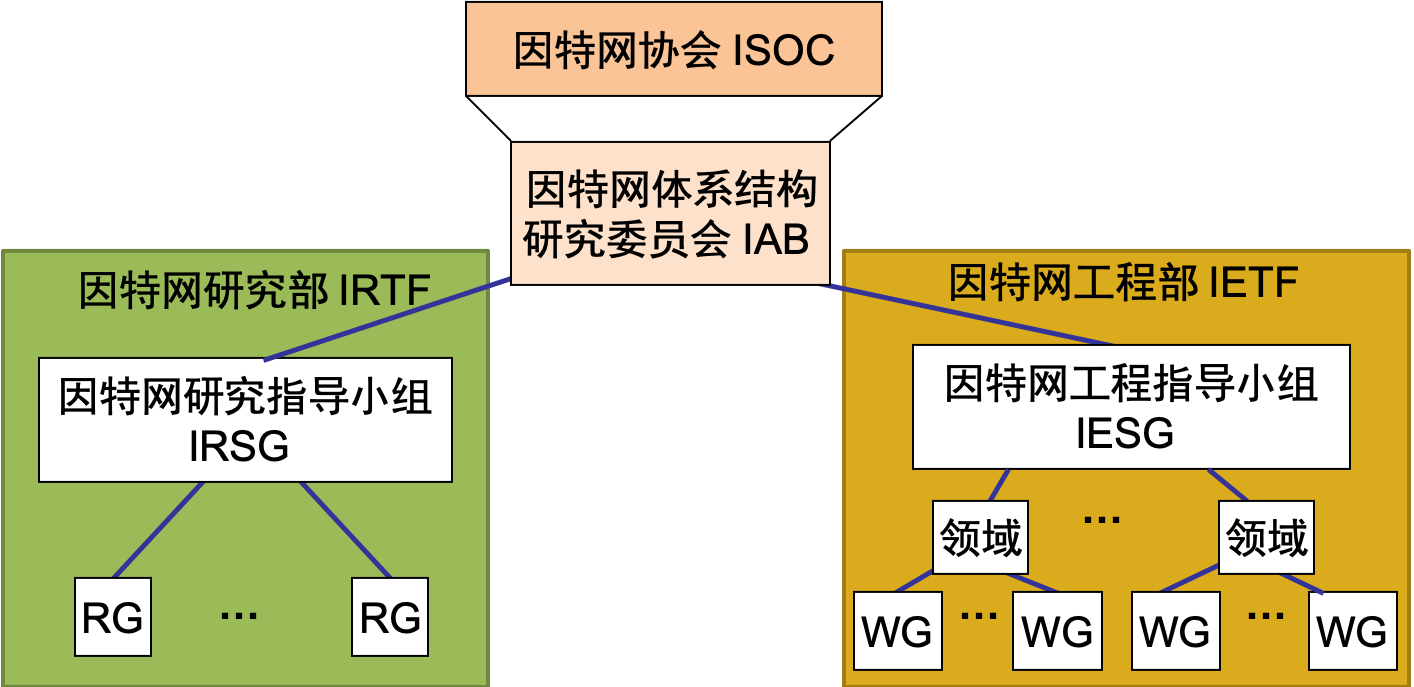 因特网协会 ISOC
因特网体系结构
研究委员会 IAB
因特网研究部 IRTF
因特网研究指导小组
IRSG
RG
…
RG
因特网工程部 IETF
因特网工程指导小组
IESG
领域
…
领域
WG
…
WG
WG
…
WG